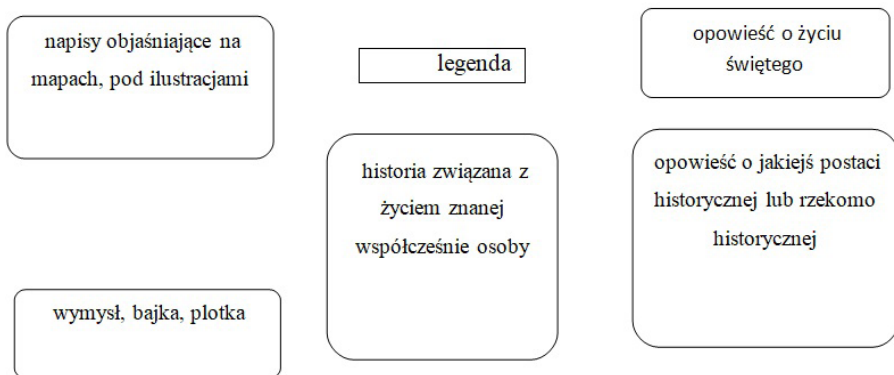 napisy objaśniające na
mapach, pod ilustracjami
legenda
opowieść o życiu
świętego
historia związana z
życiem znanej
współcześnie osoby
opowieść o jakiejś postaci
historycznej lub rzekomo
historycznej
wymysł, bajka, plotka